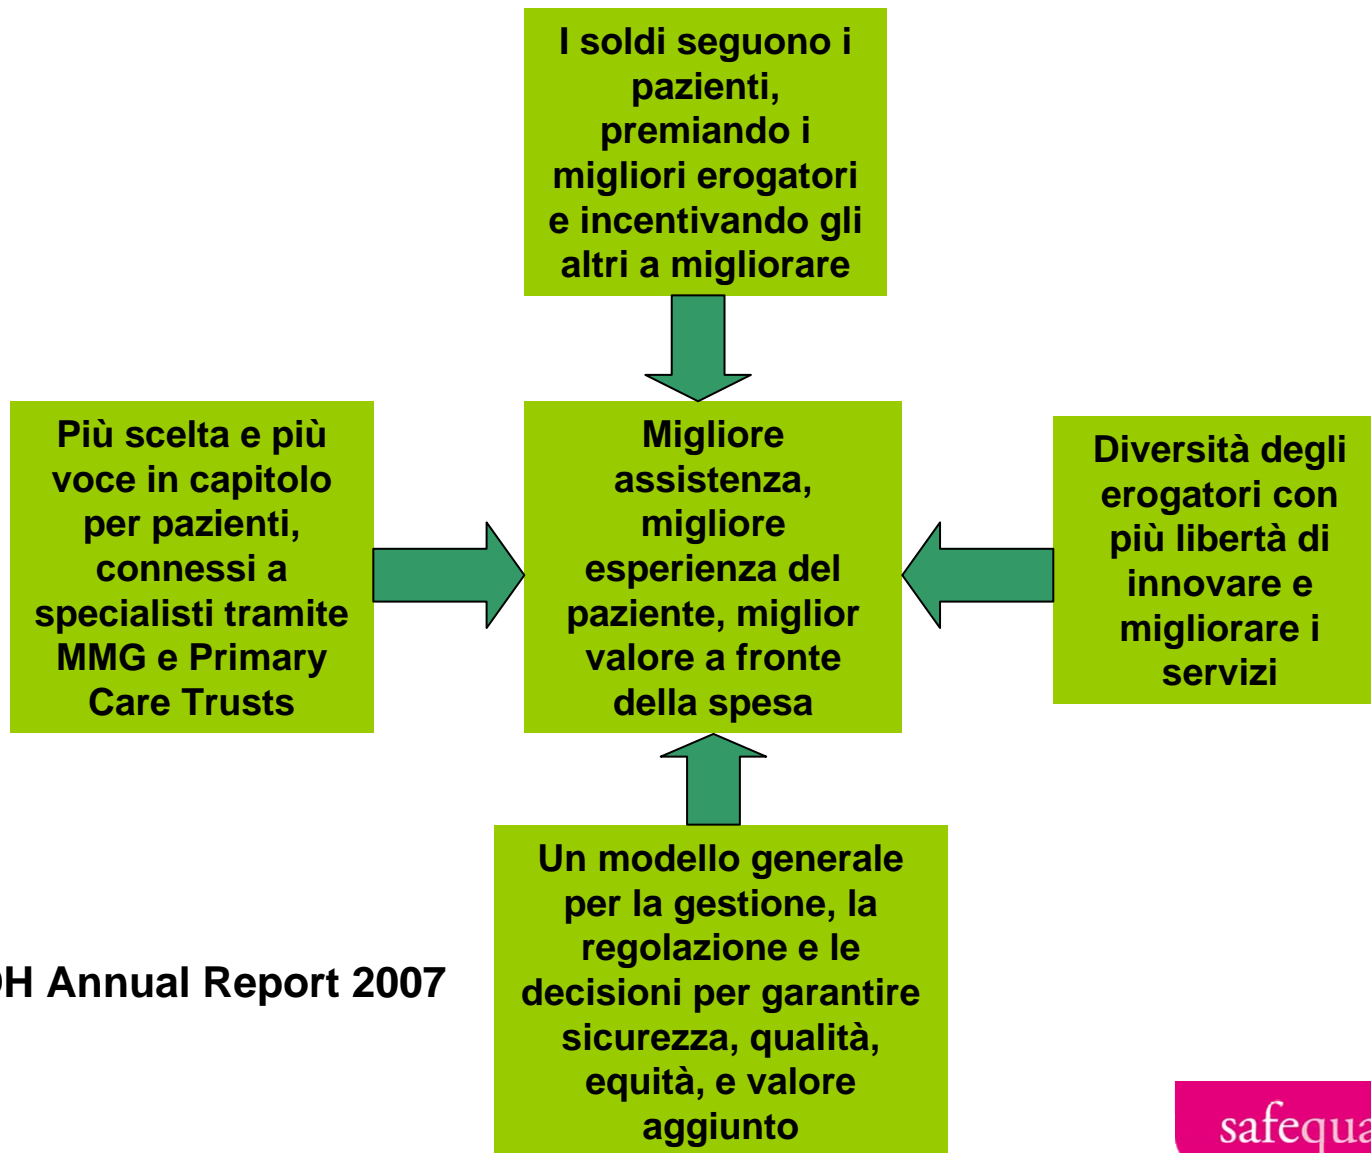 I soldi seguono i
pazienti,
premiando i
migliori erogatori
e incentivando gli
altri a migliorare
Più scelta e più
voce in capitolo
per pazienti,
connessi a
specialisti tramite
MMG e Primary
Care Trusts
Migliore
assistenza,
migliore
esperienza del
paziente, miglior
valore a fronte
della spesa
Diversità degli
erogatori con
più libertà di
innovare e
migliorare i
servizi
Un modello generale
per la gestione, la
regolazione e le
decisioni per garantire
sicurezza, qualità,
equità, e valore
aggiunto
H Annual Report 2007
safequa